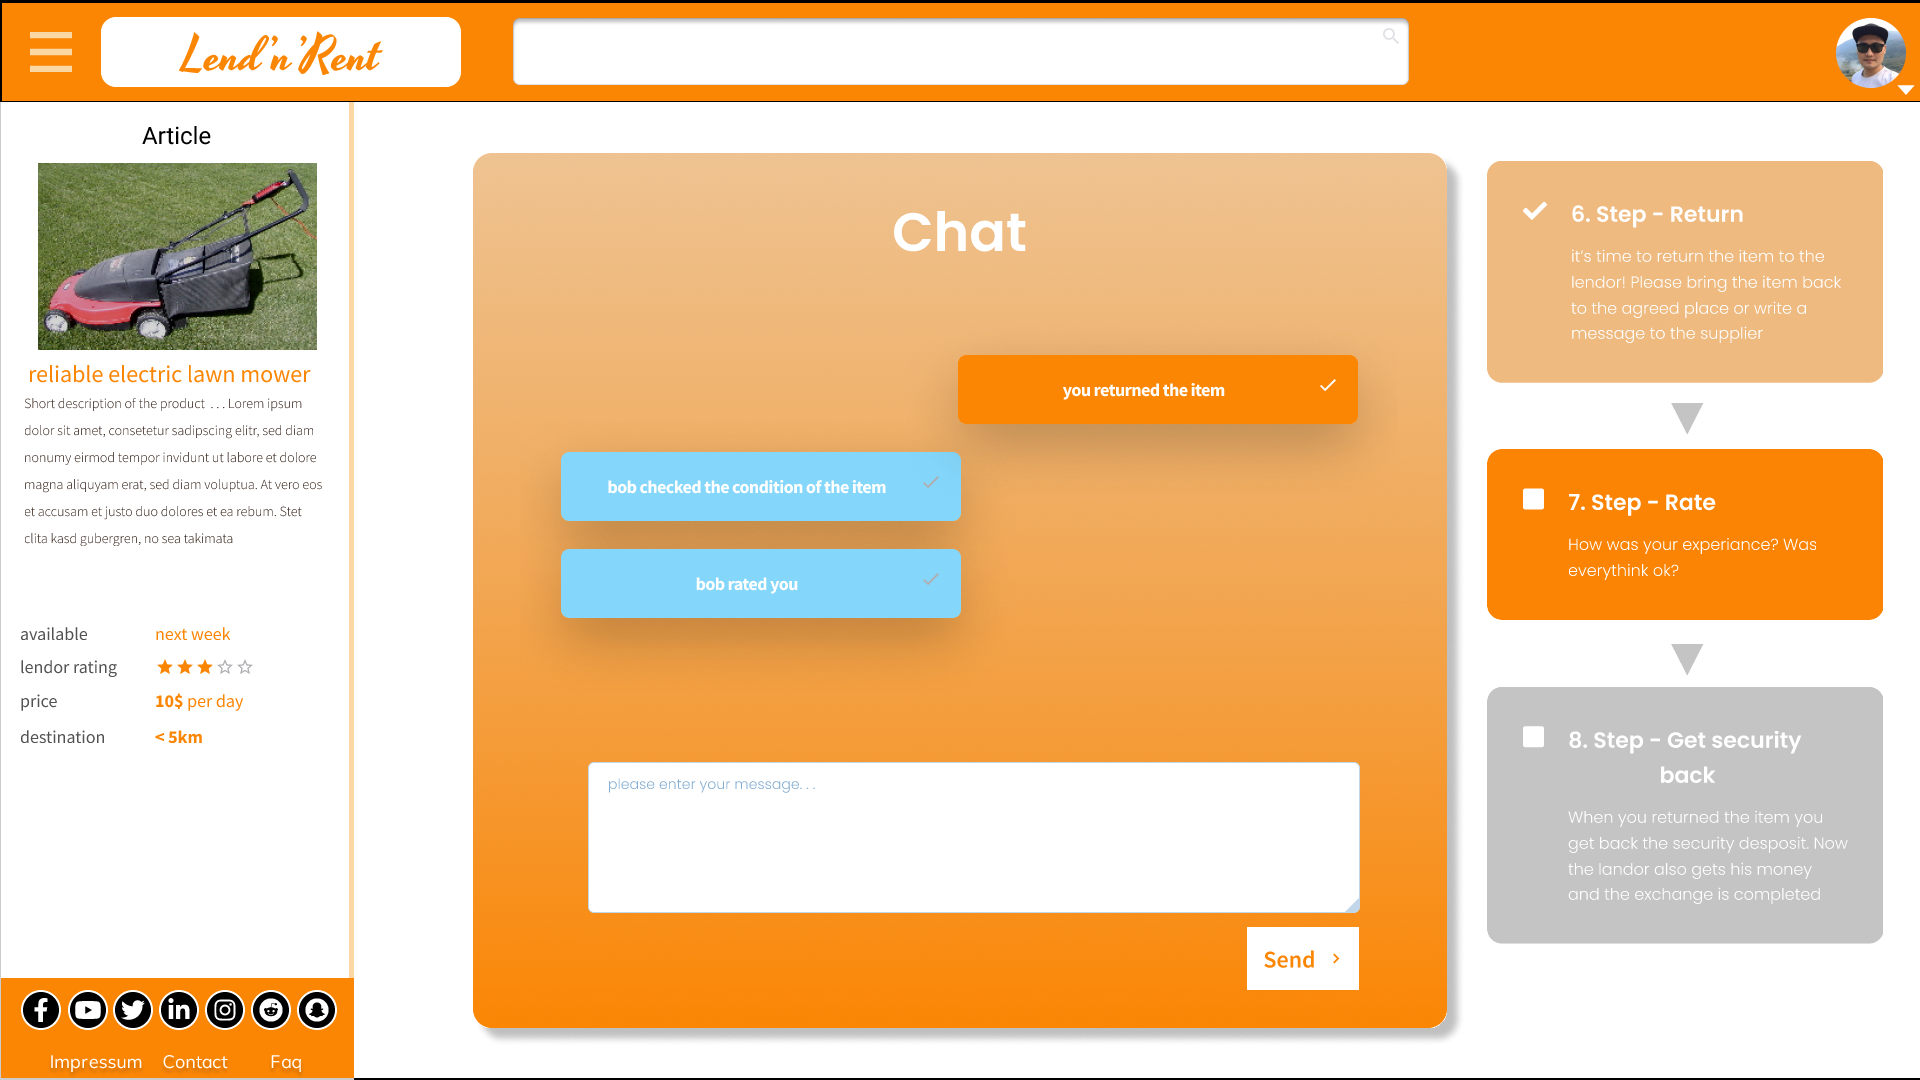 Lend'n'Rent
Article
reliable electric lawn mower
Short description of the product ... Lorem ipsum
dolor sit amet, consetetur sadipscing elitr, sed diam
nonumy eirmod tempor invidunt ut labore et dolore
magna aliquyam erat, sed diam voluptua. At vero eos
et accusam et justo duo dolores et ea rebum. Stet
clita kasd gubergren, no sea takimata
available next week
lendor rating
price 10$ per day
destination < 5km
Impressum Contact Faq
Chat
you returned the item
bob checked the condition of the item
bob rated you
please enter your message...
Send
6. Step - Return
it's time to return the item to the
lendor! Please bring the item back
to the agreed place or write a
message to the supplier
7. Step - Rate
How was your experiance? Was
everythink ok?
8. Step - Get security
back
When you returned the item you
get back the security desposit. Now
the landor also gets his money
and the exchange is completed